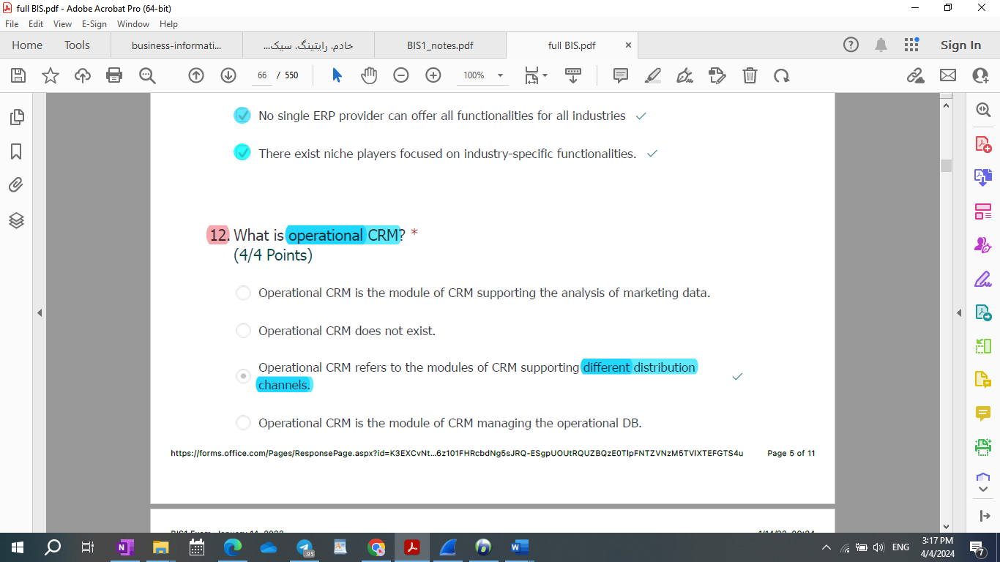 full BIS.pdf - Adobe Acrobat Pro (64-bit)
File Edit View E-Sign Window Help
Home Tools business-informati... خادم. رایتینگ. سیک... BIS1_notes.pdf full BIS.pdf × Sign In
66 / 550 100%
No single ERP provider can offer all functionalities for all industries
There exist niche players focused on industry-specific functionalities.
12. What is operational CRM? *
(4/4 Points)
Operational CRM is the module of CRM supporting the analysis of marketing data.
Operational CRM does not exist.
Operational CRM refers to the modules of CRM supporting different distribution
channels.
Operational CRM is the module of CRM managing the operational DB.
https://forms.office.com/Pages/ResponsePage.aspx?id=K3EXCvNt...6z101FHRcbdNg5sJRQ-ESgpUOUtRQUZBQzE0TlpFNTZVNzM5TVlXTEFGTS4u Page 5 of 11
95
ENG
3:17 PM
4/4/2024
7